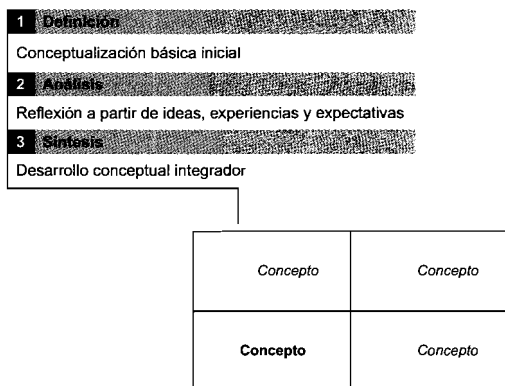 1 Definición
Conceptualización básica inicial
2 Análisis
Reflexión a partir de ideas, experiencias y expectativas
3 Síntesis
Desarrollo conceptual integrador
Concepto Concepto
Concepto Concepto